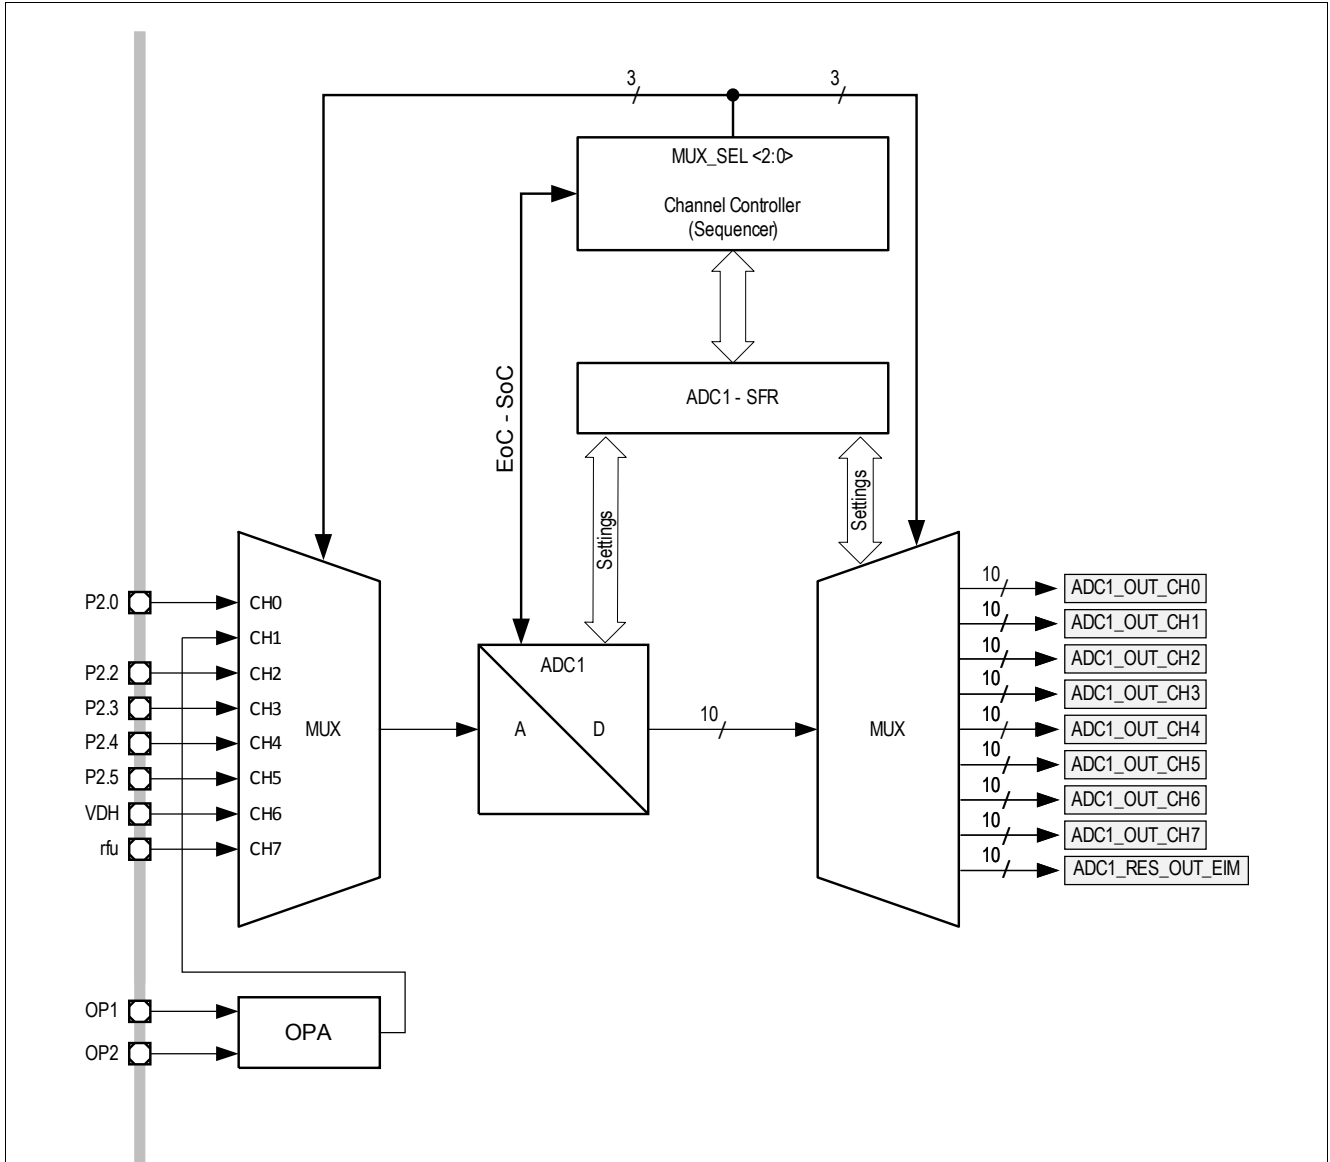 3
3
MUX_SEL <2:0>
Channel Controller
(Sequencer)
ADC1 - SFR
EoC - SoC
Settings
Settings
P2.0
P2.2
P2.3
P2.4
P2.5
VDH
rfu
CH0
CH1
CH2
CH3
CH4
CH5
CH6
CH7
MUX
ADC1
A
D
10
MUX
10
ADC1_OUT_CH0
10
ADC1_OUT_CH1
10
ADC1_OUT_CH2
10
ADC1_OUT_CH3
10
ADC1_OUT_CH4
10
ADC1_OUT_CH5
10
ADC1_OUT_CH6
10
ADC1_OUT_CH7
10
ADC1_RES_OUT_EIM
OP1
OP2
OPA